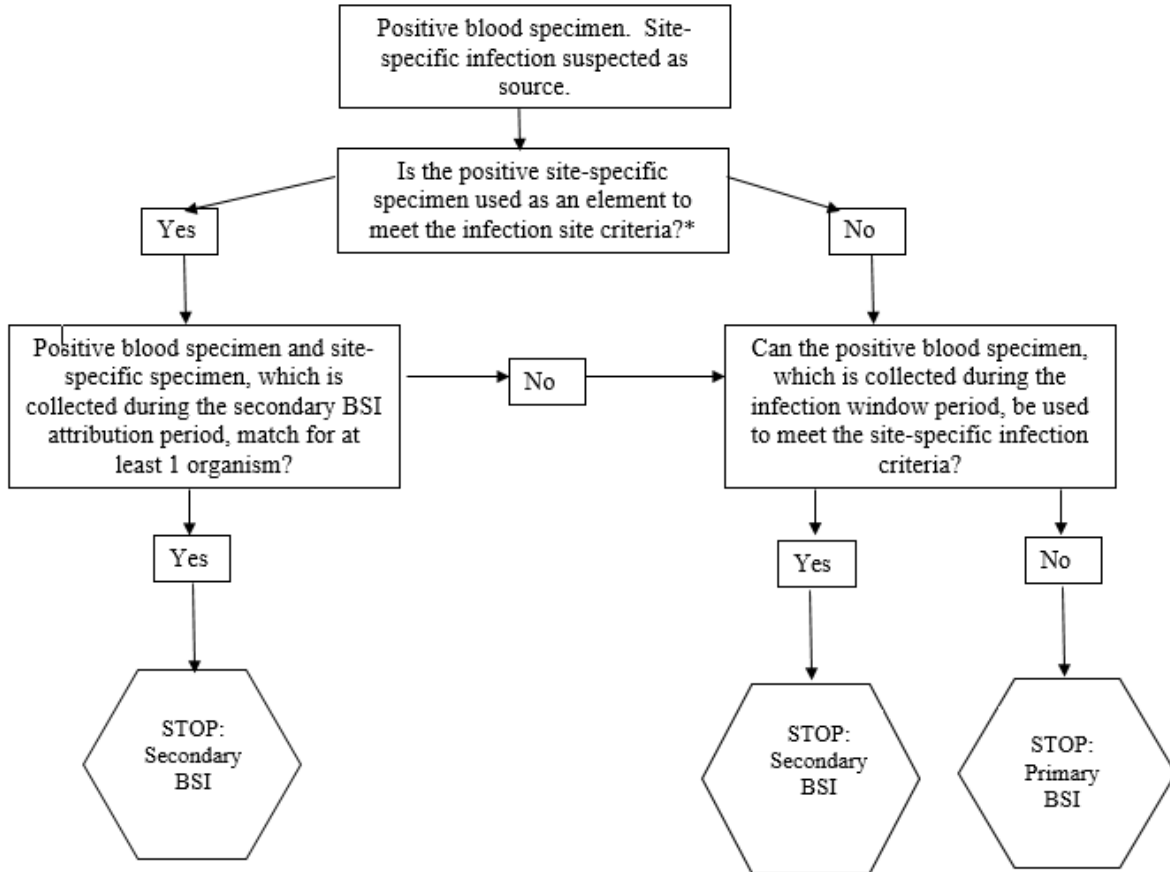 Positive blood specimen.  Site-
specific infection suspected as
source.
Is the positive site-specific
specimen used as an element to
meet the infection site criteria?*
Yes
No
Positive blood specimen and site-
specific specimen, which is
collected during the secondary BSI
attribution period, match for at
least 1 organism?
No
Can the positive blood specimen,
which is collected during the
infection window period, be used
to meet the site-specific infection
criteria?
Yes
Yes
No
STOP:
Secondary
BSI
STOP:
Secondary
BSI
STOP:
Primary
BSI